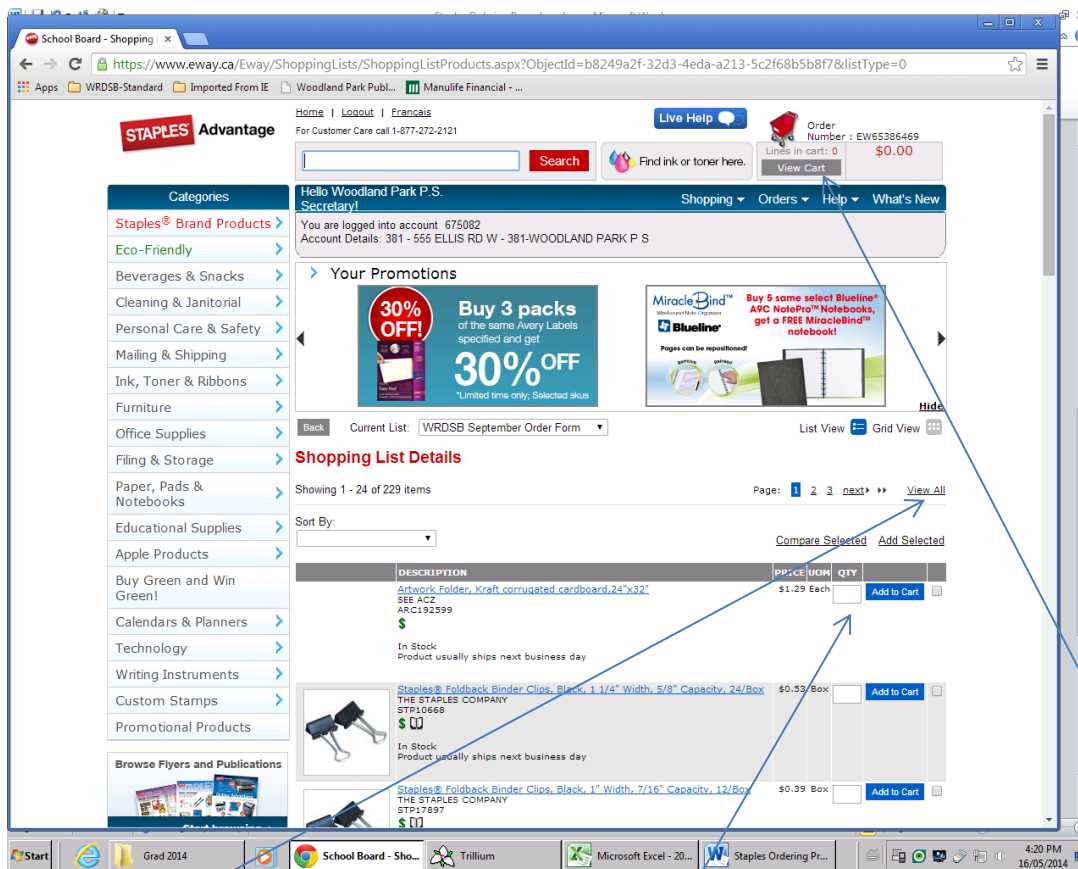 School Board - Shopping
https://www.eway.ca/Eway/ShoppingLists/ShoppingListProducts.aspx?ObjectId=b8249a2f-32d3-4eda-a213-5c2f68b5b8f7&listType=0
Apps WRDSB-Standard Imported From IE Woodland Park Publ... Manulife Financial - ...
STAPLES Advantage
Home | Logout | Français
For Customer Care call 1-877-272-2121
Live Help
Order
Number : EW65386469
Search
Find ink or toner here.
Lines in cart: 0 $0.00
View Cart
Categories
Staples® Brand Products
Eco-Friendly
Beverages & Snacks
Cleaning & Janitorial
Personal Care & Safety
Mailing & Shipping
Ink, Toner & Ribbons
Furniture
Office Supplies
Filing & Storage
Paper, Pads &
Notebooks
Educational Supplies
Apple Products
Buy Green and Win
Green!
Calendars & Planners
Technology
Writing Instruments
Custom Stamps
Promotional Products
Browse Flyers and Publications
Start browsing
Hello Woodland Park P.S.
Secretary!
Shopping Orders Help What's New
You are logged into account 675082
Account Details: 381 - 555 ELLIS RD W - 381-WOODLAND PARK P S
Your Promotions
30%
OFF!
Buy 3 packs
of the same Avery Labels
specified and get
30% OFF
*Limited time only; Selected skus
Easy Peel
MiracleBind™
Wirebound Note Organizer
Blueline®
Pages can be repositioned!
Buy 5 same select Blueline®
A9C NotePro™ Notebooks,
get a FREE MiracleBind™
notebook!
Hide
Back Current List: WRDSB September Order Form List View Grid View
Shopping List Details
Showing 1 - 24 of 229 items Page: 1 2 3 next View All
Sort By:
Compare Selected Add Selected
DESCRIPTION PRICE UOM QTY
Artwork Folder, Kraft corrugated cardboard,24"x32" $1.29 Each Add to Cart
SEE ACZ
ARC192599
$
In Stock
Product usually ships next business day
Staples® Foldback Binder Clips, Black, 1 1/4" Width, 5/8" Capacity, 24/Box $0.53 Box Add to Cart
THE STAPLES COMPANY
STP10668
$
In Stock
Product usually ships next business day
Staples® Foldback Binder Clips, Black, 1" Width, 7/16" Capacity, 12/Box $0.39 Box Add to Cart
THE STAPLES COMPANY
STP17897
$
Start Grad 2014 School Board - Sho... Trillium Microsoft Excel - 20... Staples Ordering Pr... 4:20 PM
16/05/2014